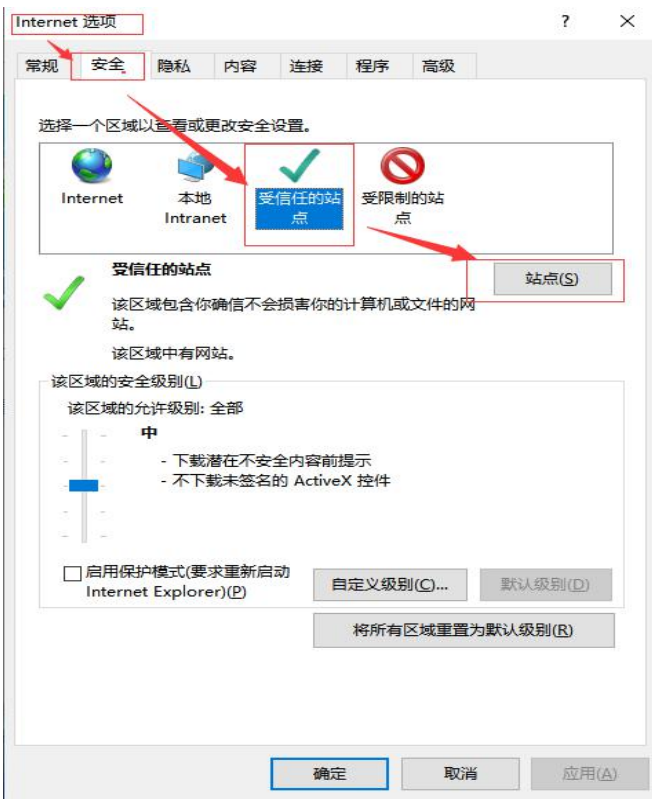 Internet 选项
?
常规 安全 隐私 内容 连接 程序 高级
选择一个区域以查看或更改安全设置。
Internet
本地
Intranet
受信任的站
点
受限制的站
点
受信任的站点
站点(S)
该区域包含你确信不会损害你的计算机或文件的网
站。
该区域中有网站。
该区域的安全级别(L)
该区域的允许级别: 全部
中
- 下载潜在不安全内容前提示
- 不下载未签名的 ActiveX 控件
启用保护模式(要求重新启动
Internet Explorer)(P)
自定义级别(C)...
默认级别(D)
将所有区域重置为默认级别(R)
确定
取消
应用(A)